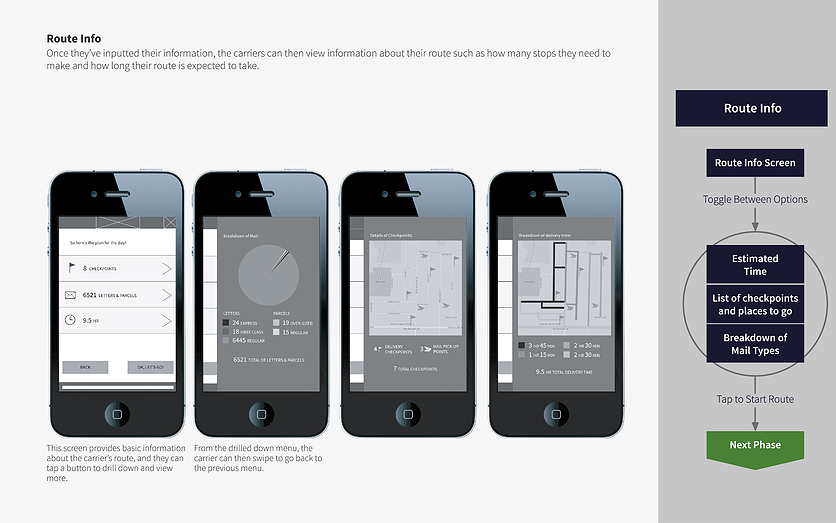 Route Info
Once they've inputted their information, the carriers can then view information about their route such as how many stops they need to
make and how long their route is expected to take.
So here's the plan for the day!
8 CHECKPOINTS
6521 LETTERS & PARCELS
9.5 HR
BACK
OK, LET'S GO!
Breakdown of Mail:
LETTERS
PARCELS
24 EXPRESS
19 OVER-SIZED
18 FIRST CLASS
15 REGULAR
6445 REGULAR
6521 TOTAL OF LETTERS & PARCELS
Details of Checkpoints:
4 DELIVERY
CHECKPOINTS
3 MAIL PICK UP
POINTS
7 TOTAL CHECKPOINTS
Breakdown of delivery time:
3 HR 45 MIN
2 HR 30 MIN
1 HR 15 MIN
2 HR 30 MIN
9.5 HR TOTAL DELIVERY TIME
This screen provides basic information
about the carrier's route, and they can
tap a button to drill down and view
more.
From the drilled down menu, the
carrier can then swipe to go back to
the previous menu.
Route Info
Route Info Screen
Toggle Between Options
Estimated
Time
List of checkpoints
and places to go
Breakdown of
Mail Types
Tap to Start Route
Next Phase